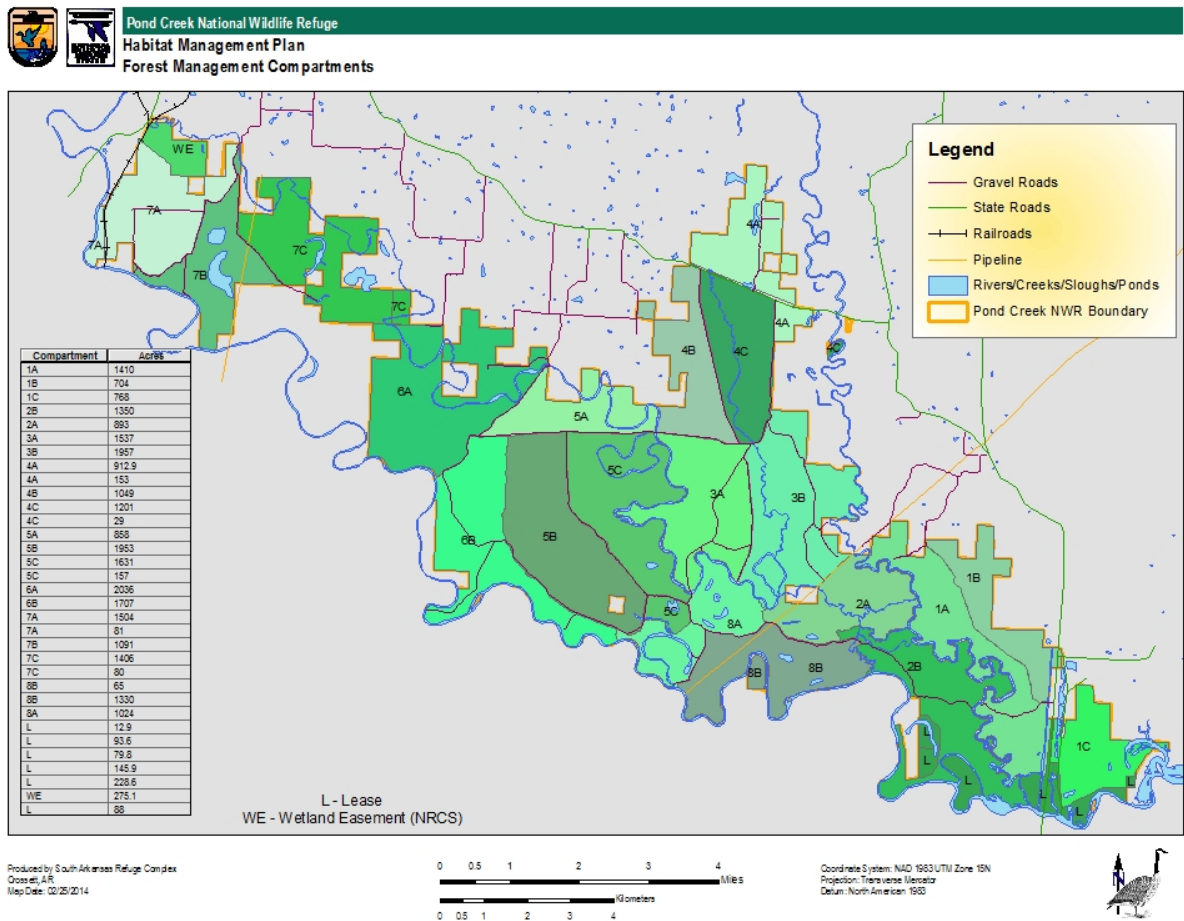 Pond Creek National Wildlife Refuge
Habitat Management Plan
Forest Management Compartments
Legend
Gravel Roads
State Roads
Railroads
Pipeline
Rivers/Creeks/Sloughs/Ponds
Pond Creek NWR Boundary
WE
7A
7A
7B
7C
7C
4A
4A
4B
4C
4C
6A
5A
5C
3A
3B
5B
6B
5C
8A
2A
1A
1B
8B
8B
2B
1C
L
L
L
L
L
L
Compartment Acres
1A 1410
1B 704
1C 768
2B 1350
2A 893
3A 1537
3B 1957
4A 912.9
4A 153
4B 1049
4C 1201
4C 29
5A 858
5B 1953
5C 1631
5C 157
6A 2036
6B 1707
7A 1504
7A 81
7B 1091
7C 1406
7C 80
8B 65
8B 1330
8A 1024
L 12.9
L 93.6
L 79.8
L 145.9
L 228.6
WE 275.1
L 88
L - Lease
WE - Wetland Easement (NRCS)
Produced by South Arkansas Refuge Complex
Crossett, AR
Map Date: 02/25/2014
0 0.5 1 2 3 4
Miles
Kilometers
0 0.5 1 2 3 4
Coordinate System: NAD 1983 UTM Zone 15N
Projection: Transverse Mercator
Datum: North American 1983
N